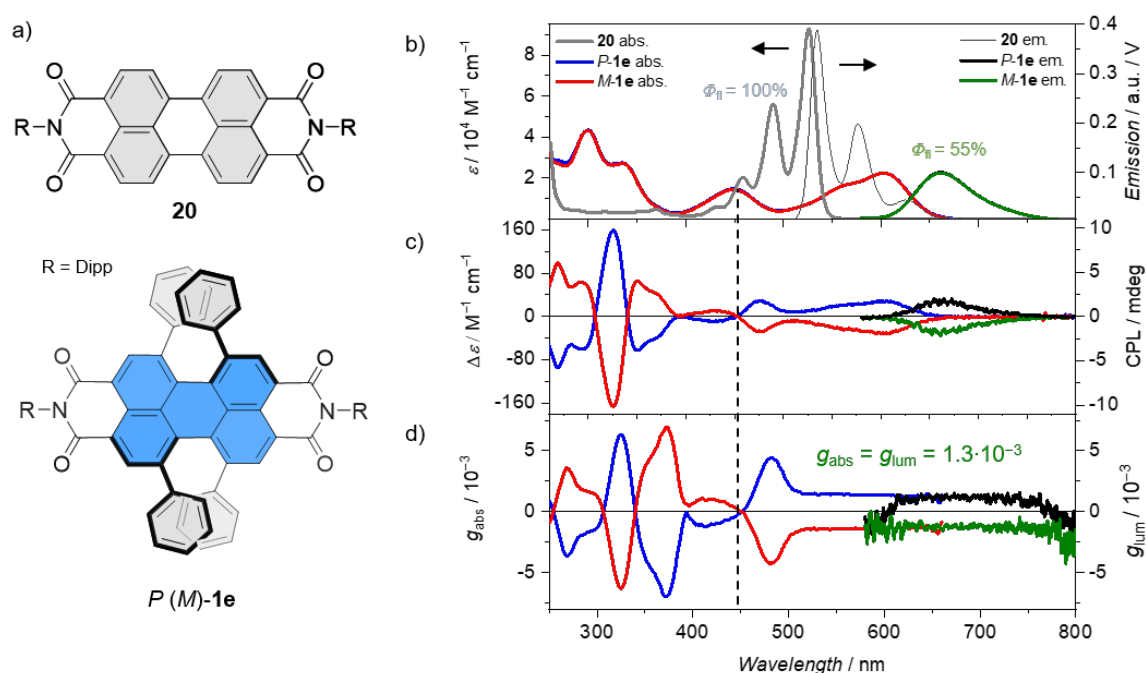 a)
O O
R-N N-R
O O
20
R = Dipp
O O
R-N N-R
O O
P (M)-1e
b)
20 abs.
P-1e abs.
M-1e abs.
20 em.
P-1e em.
M-1e em.
Φfl = 100%
Φfl = 55%
ε / 10⁴ M⁻¹ cm⁻¹
8
6
4
2
Emission / a.u. / V
0.4
0.3
0.2
0.1
c)
Δε / M⁻¹ cm⁻¹
160
80
0
-80
-160
CPL / mdeg
10
5
0
-5
-10
d)
gabs = glum = 1.3·10⁻³
gabs / 10⁻³
5
0
-5
glum / 10⁻³
5
0
-5
300 400 500 600 700 800
Wavelength / nm